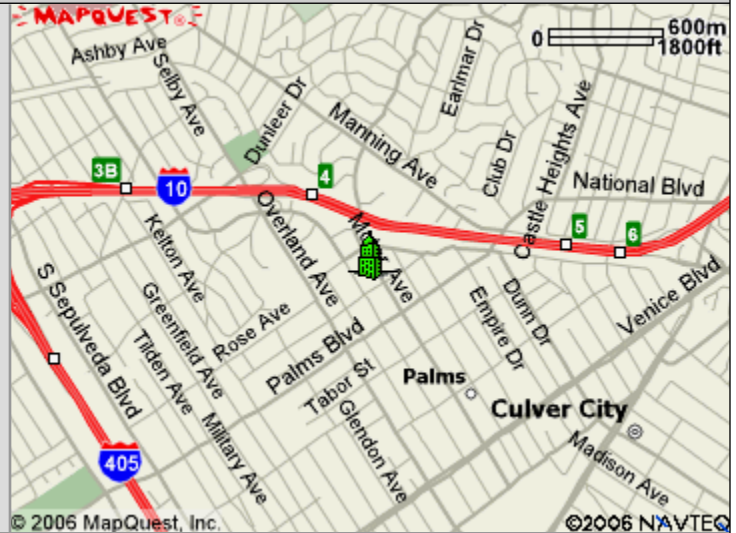 MAPQUEST
600m
0
1800ft
Ashby Ave
Selby Ave
Earlmar Dr
Dunleer Dr
Manning Ave
Club Dr
Castle Heights Ave
3B
10
4
National Blvd
5
6
Overland Ave
Kelton Ave
S Sepulveda Blvd
Greenfield Ave
Tilden Ave
Rose Ave
Palms Blvd
Dunn Dr
Empire Dr
Venice Blvd
Tabor St
Palms
Culver City
Military Ave
Glendon Ave
Madison Ave
405
© 2006 MapQuest, Inc.
©2006 NAVTEQ